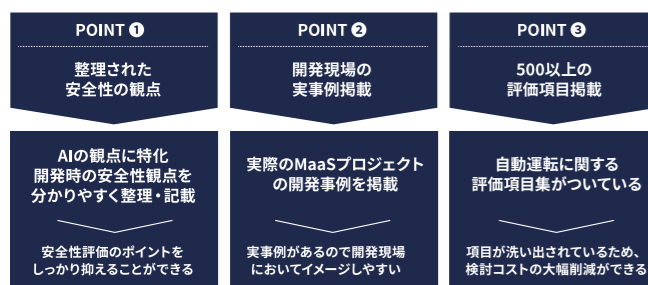 POINT ❶
整理された
安全性の観点
AIの観点に特化
開発時の安全性観点を
分かりやすく整理・記載
安全性評価のポイントを
しっかり抑えることができる
POINT ❷
開発現場の
実事例掲載
実際のMaaSプロジェクト
の開発事例を掲載
実事例があるので開発現場
においてイメージしやすい
POINT ❸
500以上の
評価項目掲載
自動運転に関する
評価項目集がついている
項目が洗い出されているため、
検討コストの大幅削減ができる